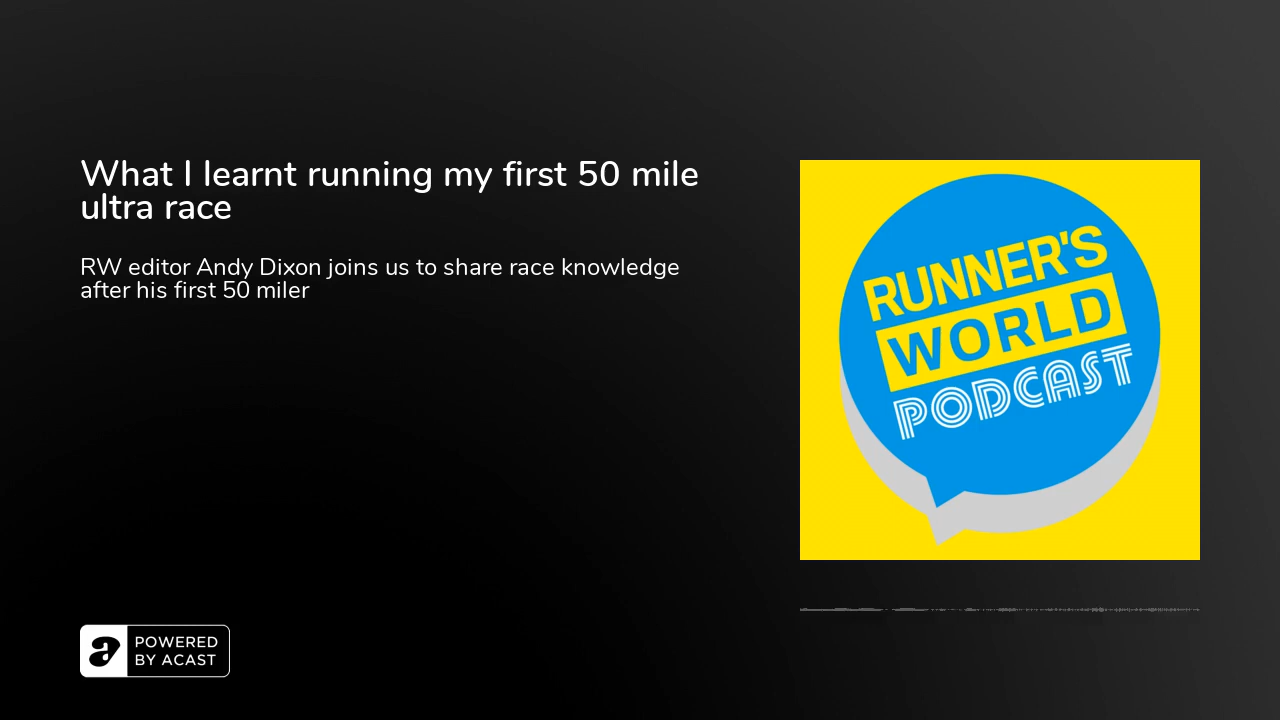 What I learnt running my first 50 mile
ultra race
RW editor Andy Dixon joins us to share race knowledge
after his first 50 miler
RUNNER'S
WORLD
PODCAST
a
POWERED
BY ACAST